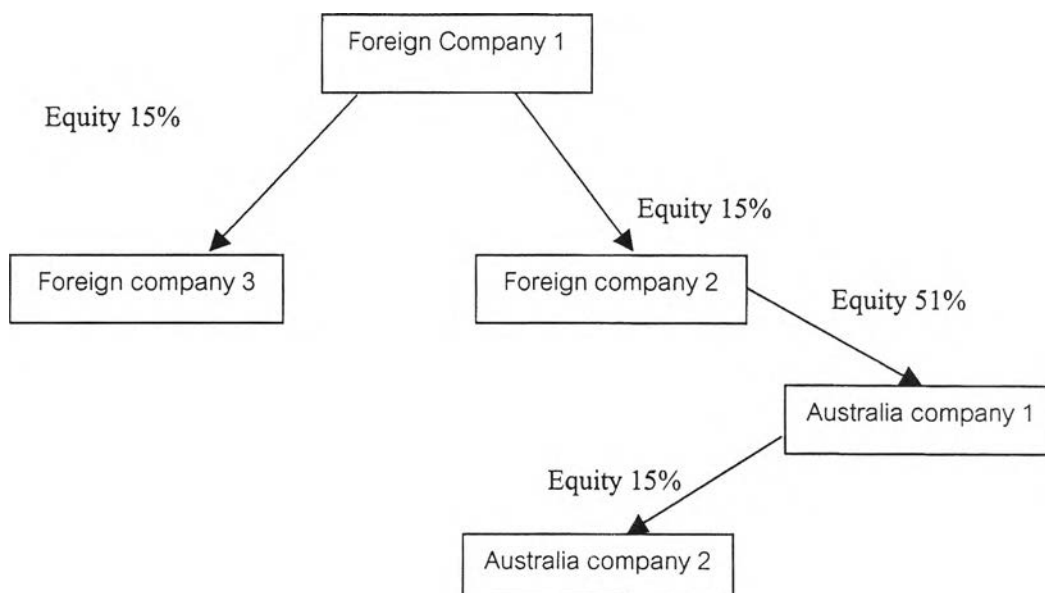 Foreign Company 1
Equity 15%
Equity 15%
Foreign company 3
Foreign company 2
Equity 51%
Australia company 1
Equity 15%
Australia company 2